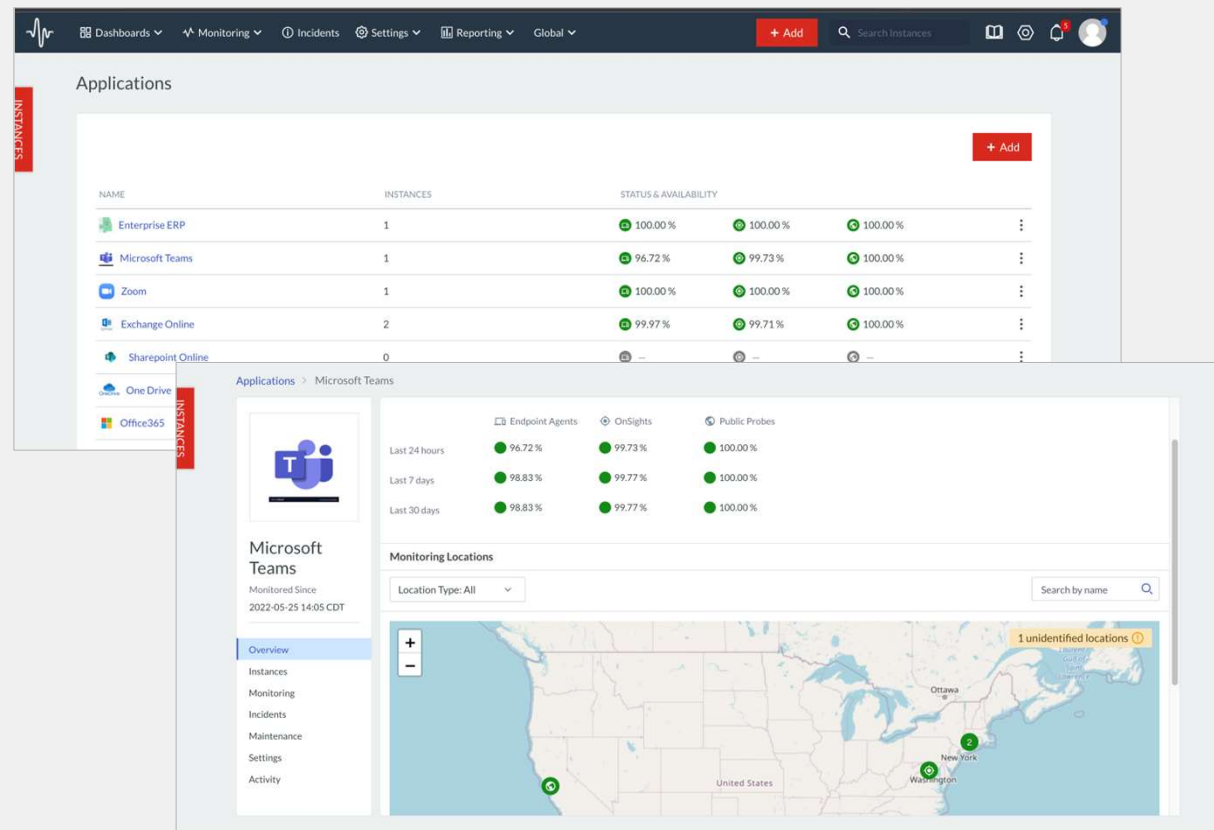 Dashboards Monitoring Incidents Settings Reporting Global + Add Search Instances 5
Applications
INSTANCES
+ Add
NAME INSTANCES STATUS & AVAILABILITY
Enterprise ERP 1 100.00 % 100.00 % 100.00 %
Microsoft Teams 1 96.72 % 99.73 % 100.00 %
Zoom 1 100.00 % 100.00 % 100.00 %
Exchange Online 2 99.97 % 99.71 % 100.00 %
Sharepoint Online 0 – – –
One Drive
Office365
Applications > Microsoft Teams
INSTANCES
T
Endpoint Agents OnSights Public Probes
Last 24 hours 96.72 % 99.73 % 100.00 %
Last 7 days 98.83 % 99.77 % 100.00 %
Last 30 days 98.83 % 99.77 % 100.00 %
Microsoft
Teams
Monitored Since
2022-05-25 14:05 CDT
Overview
Instances
Monitoring
Incidents
Maintenance
Settings
Activity
Monitoring Locations
Location Type: All Search by name
+
−
1 unidentified locations
Gulf of
Saint
Lawrence
Ottawa
2
New York
Washington
United States